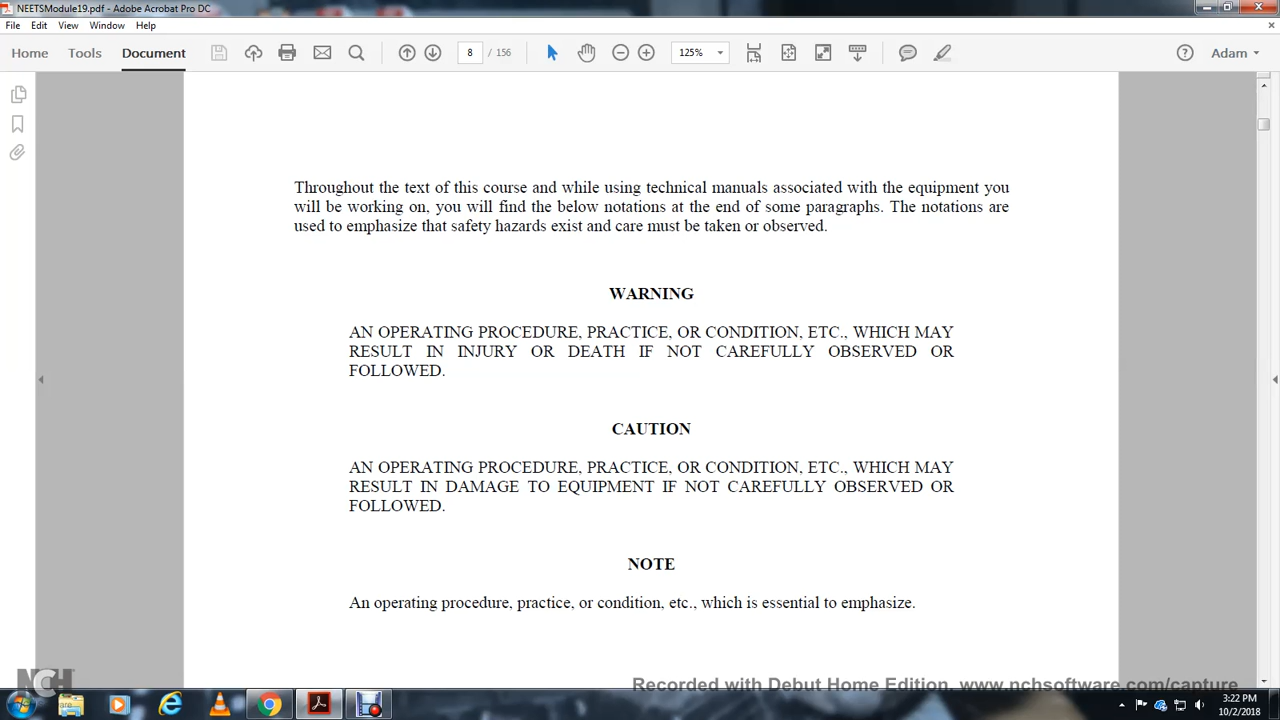 NEETSModule19.pdf - Adobe Acrobat Pro DC
File Edit View Window Help
Home Tools Document 8 / 156 125% Adam
Throughout the text of this course and while using technical manuals associated with the equipment you
will be working on, you will find the below notations at the end of some paragraphs. The notations are
used to emphasize that safety hazards exist and care must be taken or observed.
WARNING
AN OPERATING PROCEDURE, PRACTICE, OR CONDITION, ETC., WHICH MAY
RESULT IN INJURY OR DEATH IF NOT CAREFULLY OBSERVED OR
FOLLOWED.
CAUTION
AN OPERATING PROCEDURE, PRACTICE, OR CONDITION, ETC., WHICH MAY
RESULT IN DAMAGE TO EQUIPMENT IF NOT CAREFULLY OBSERVED OR
FOLLOWED.
NOTE
An operating procedure, practice, or condition, etc., which is essential to emphasize.
NCH
Recorded with Debut Home Edition. www.nchsoftware.com/capture
3:22 PM
10/2/2018